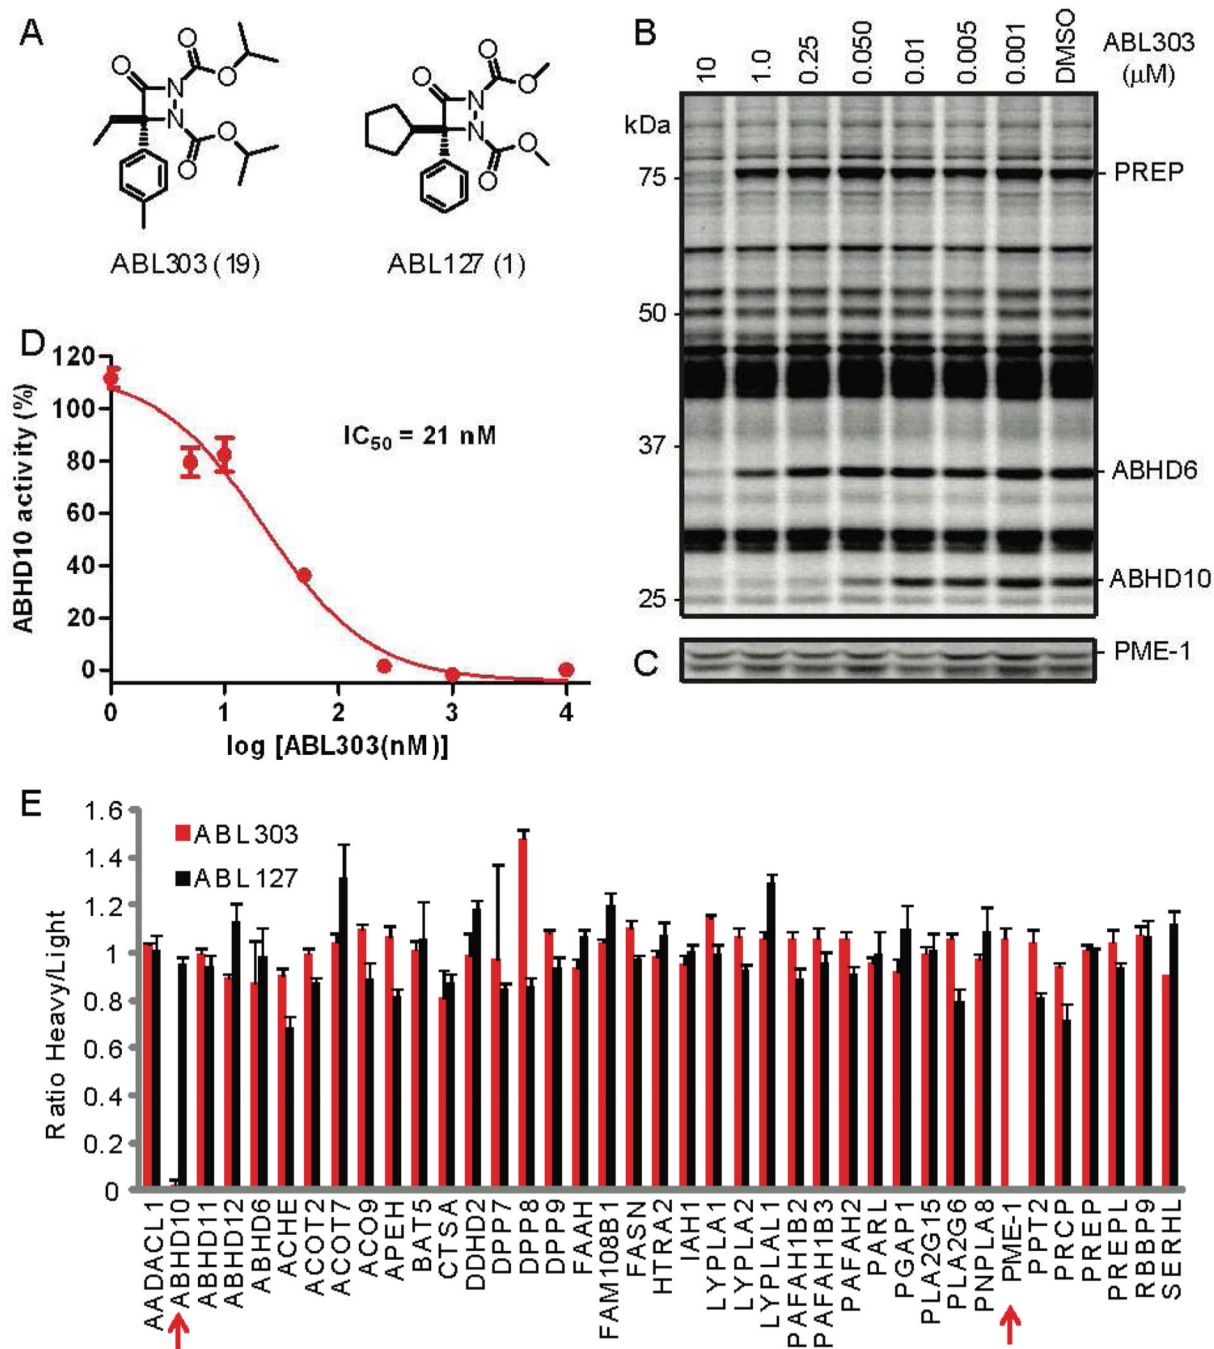 A
O
N
N
O
O
O
O
ABL303 (19)
O
N
N
O
O
O
O
ABL127 (1)
B
10
1.0
0.25
0.050
0.01
0.005
0.001
DMSO
ABL303
(μM)
kDa
75
50
37
25
PREP
ABHD6
ABHD10
C
PME-1
D
120
100
80
60
40
20
0
ABHD10 activity (%)
IC50 = 21 nM
0 1 2 3 4
log [ABL303(nM)]
E
1.6
1.4
1.2
1
0.8
0.6
0.4
0.2
0
Ratio Heavy/Light
ABL303
ABL127
AADACL1
ABHD10
ABHD11
ABHD12
ABHD6
ACHE
ACOT2
ACOT7
ACO9
APEH
BAT5
CTSA
DDHD2
DPP7
DPP8
DPP9
FAAH
FAM108B1
FASN
HTRA2
IAH1
LYPLA1
LYPLA2
LYPLAL1
PAFAH1B2
PAFAH1B3
PAFAH2
PARL
PGAP1
PLA2G15
PLA2G6
PNPLA8
PME-1
PPT2
PRCP
PREP
PREPL
RBBP9
SERHL